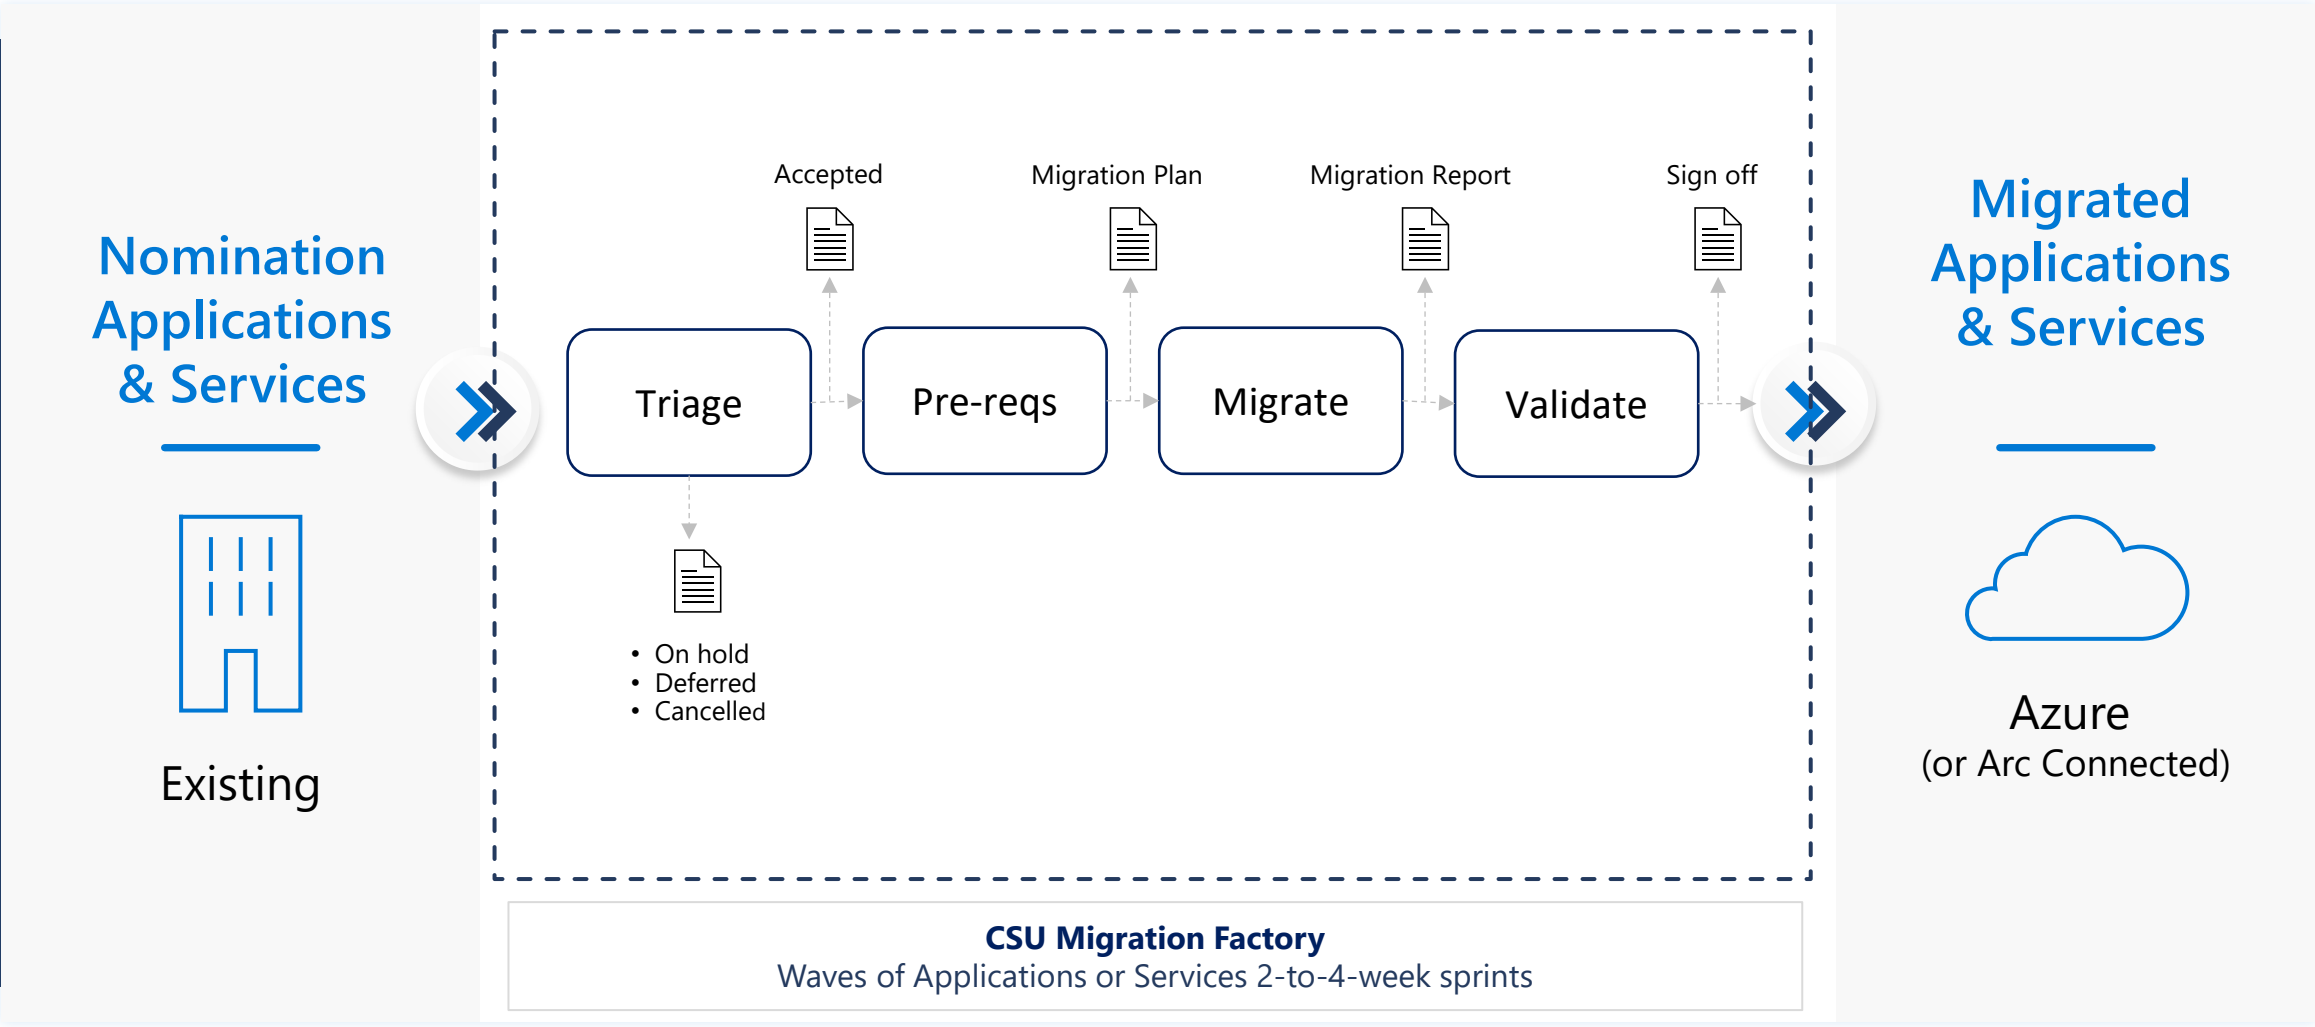 Nomination
Applications
& Services
Existing
Accepted
Migration Plan
Migration Report
Sign off
Triage
Pre-reqs
Migrate
Validate
• On hold
• Deferred
• Cancelled
CSU Migration Factory
Waves of Applications or Services 2-to-4-week sprints
Migrated
Applications
& Services
Azure
(or Arc Connected)